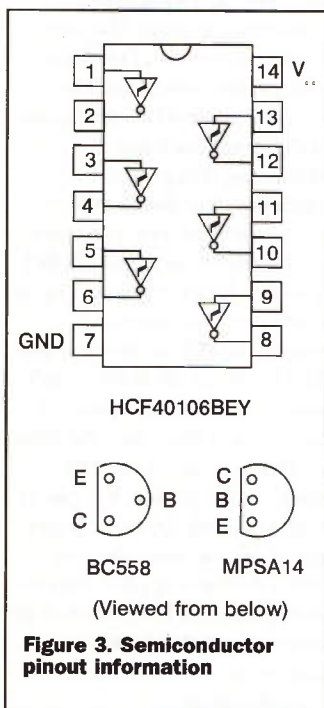 1 14 V
2 13
3 12
4 11
5 10
6 9
GND 7 8
HCF40106BEY
E B C
C B E
BC558 MPSA14
(Viewed from below)
Figure 3. Semiconductor
pinout information